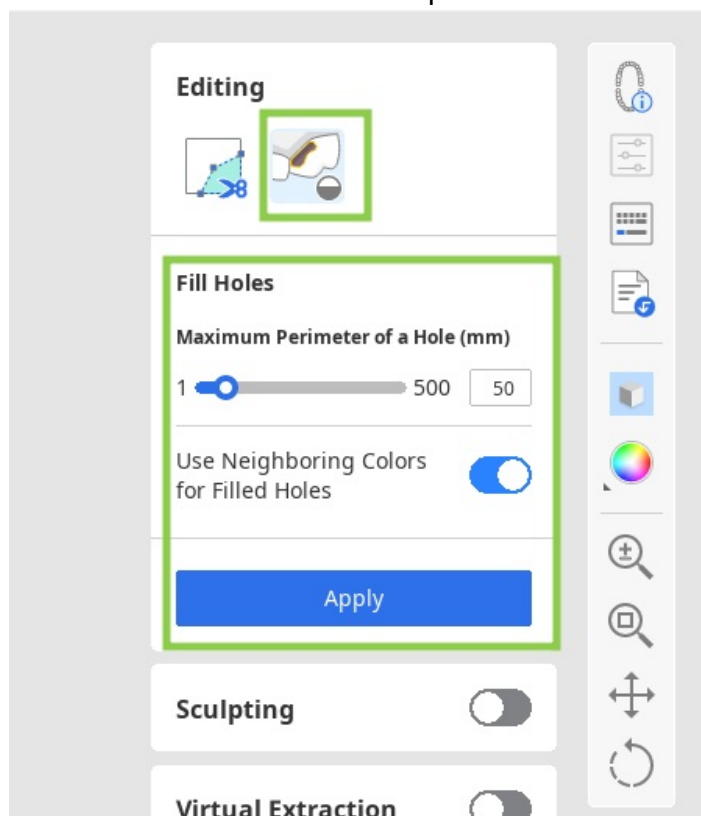 Editing
Fill Holes
Maximum Perimeter of a Hole (mm)
1 500 50
Use Neighboring Colors
for Filled Holes
Apply
Sculpting
Virtual Extraction